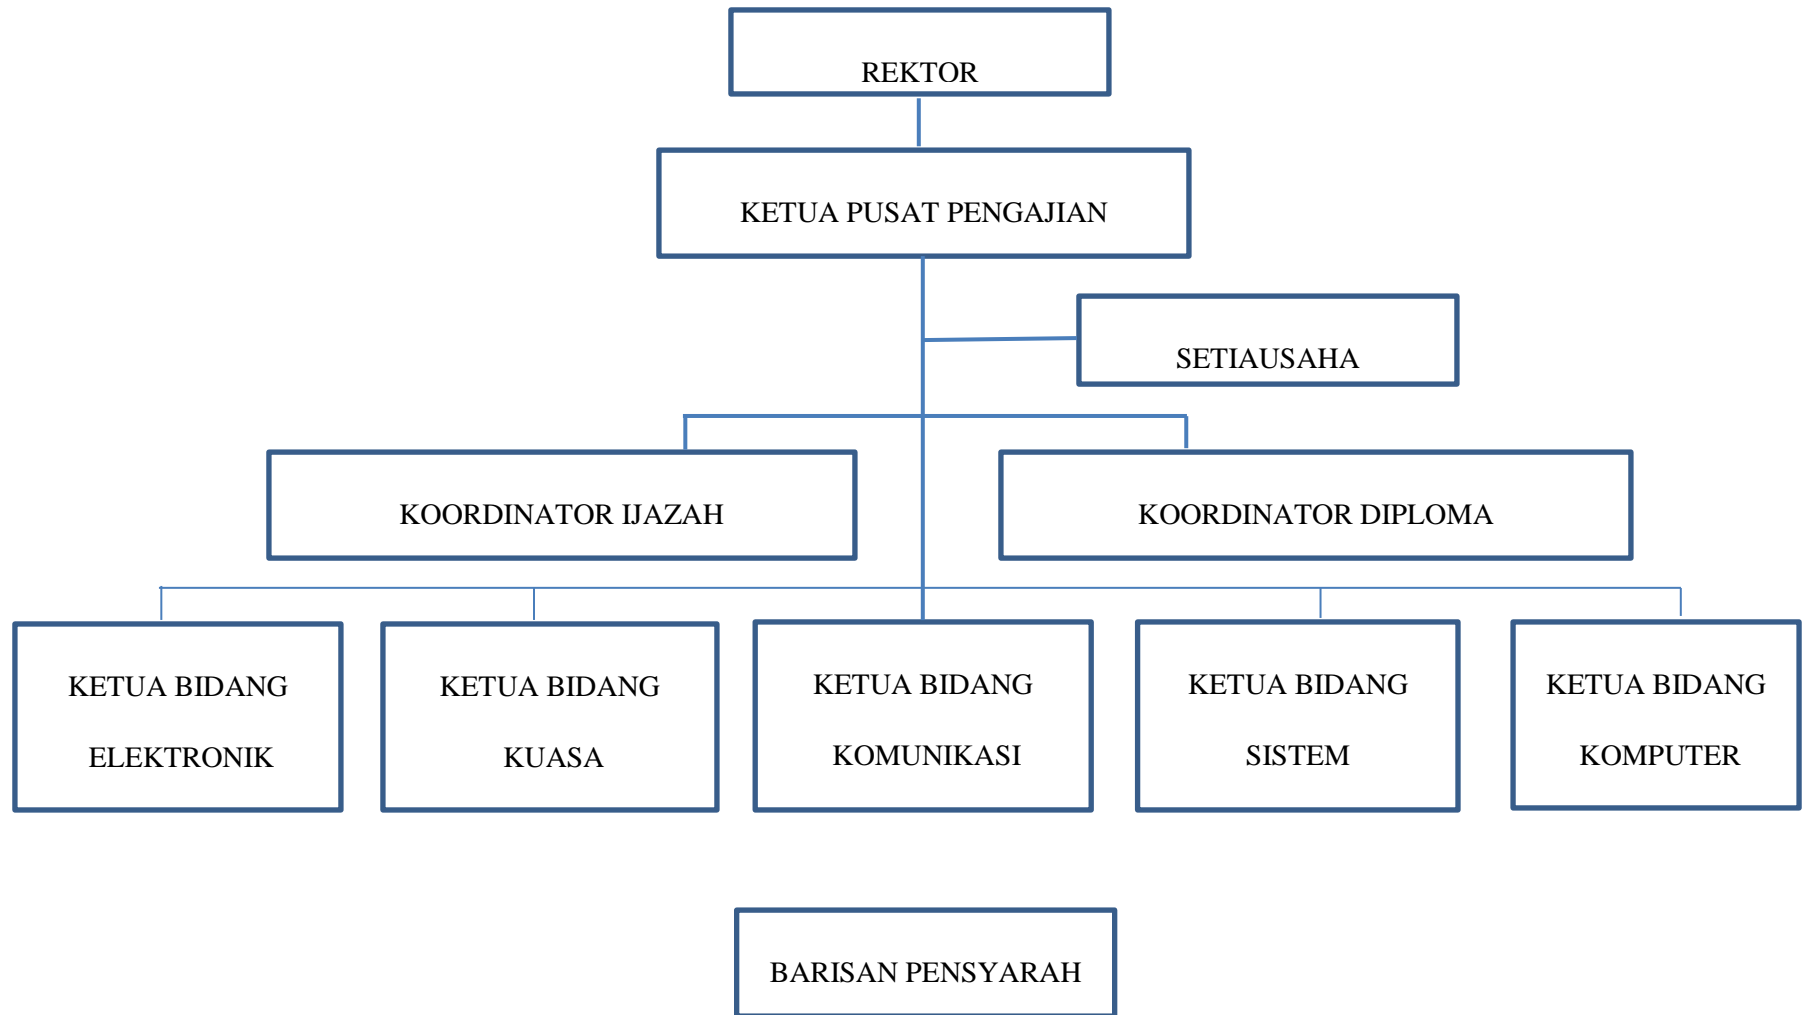 REKTOR
KETUA PUSAT PENGAJIAN
SETIAUSAHA
KOORDINATOR IJAZAH
KOORDINATOR DIPLOMA
KETUA BIDANG
ELEKTRONIK
KETUA BIDANG
KUASA
KETUA BIDANG
KOMUNIKASI
KETUA BIDANG
SISTEM
KETUA BIDANG
KOMPUTER
BARISAN PENSYARAH